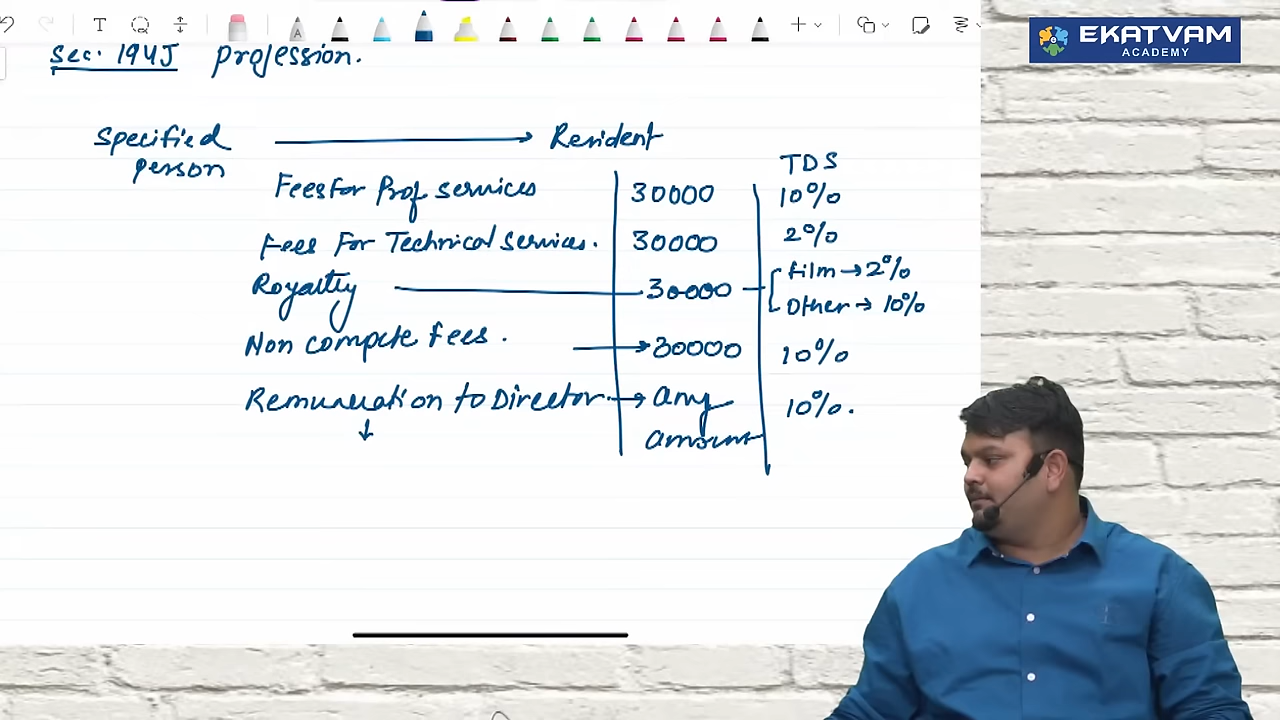 EKATVAM
ACADEMY
Sec. 194J Profession.
Specified person → Resident
TDS
Fees For Prof. services 30000 10%
Fees For Technical services. 30000 2%
Royalty 30000 Film → 2%
Other → 10%
Non compete fees. → 30000 10%
Remuneration to Director. → any amount 10%.